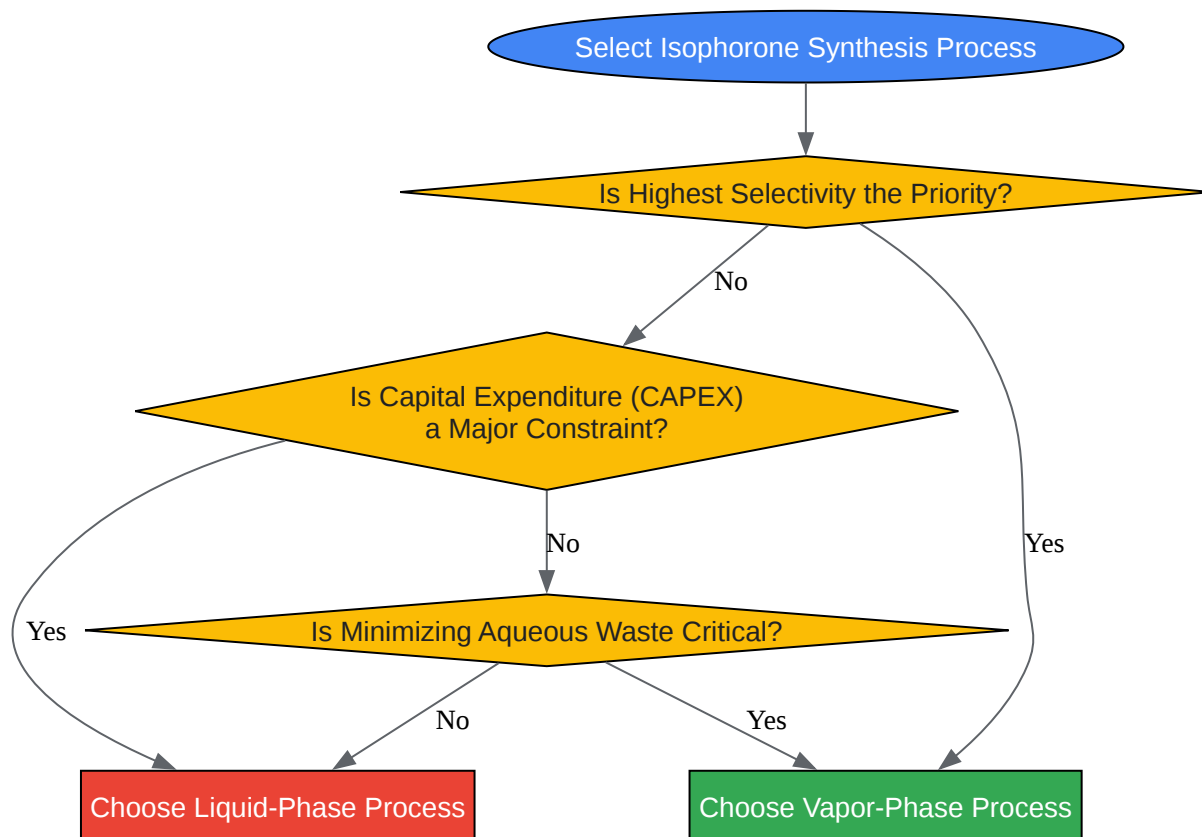 Select Isophorone Synthesis Process
Is Highest Selectivity the Priority?
No
Is Capital Expenditure (CAPEX)
a Major Constraint?
No
Yes
Yes
Is Minimizing Aqueous Waste Critical?
No
Yes
Choose Liquid-Phase Process
Choose Vapor-Phase Process